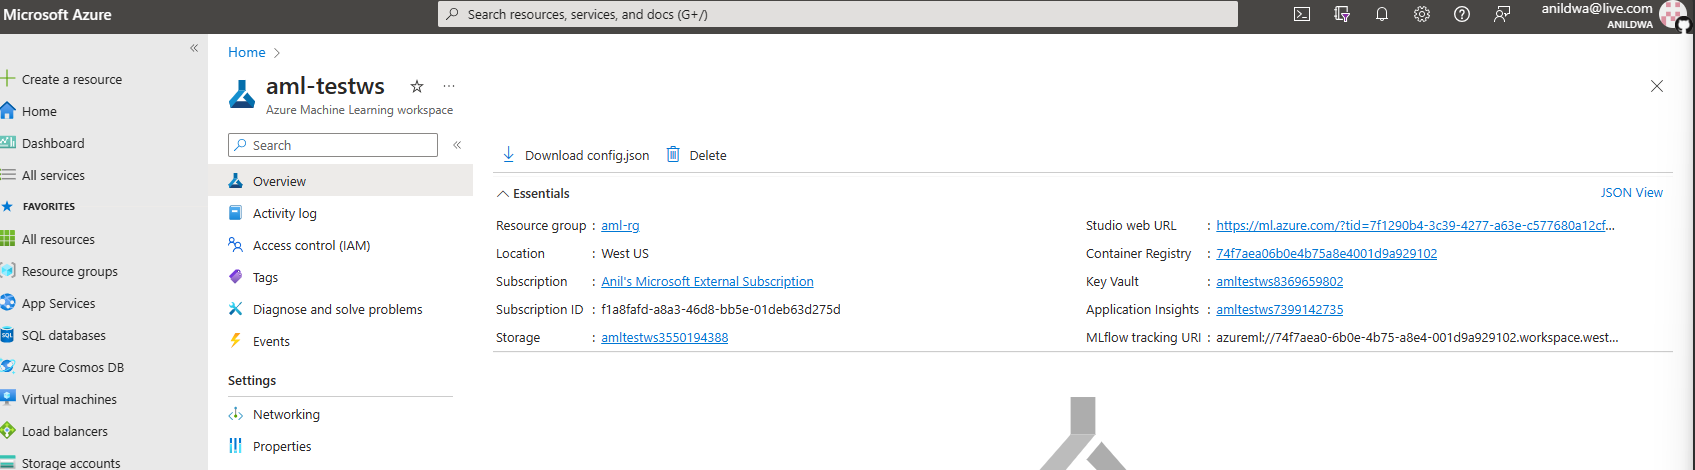 Microsoft Azure
Search resources, services, and docs (G+/)
anildwa@live.com
ANILDWA
Create a resource
Home
Dashboard
All services
FAVORITES
All resources
Resource groups
App Services
SQL databases
Azure Cosmos DB
Virtual machines
Load balancers
Storage accounts
Home
aml-testws
Azure Machine Learning workspace
Search
Overview
Activity log
Access control (IAM)
Tags
Diagnose and solve problems
Events
Settings
Networking
Properties
Download config.json Delete
Essentials
JSON View
Resource group : aml-rg
Location : West US
Subscription : Anil's Microsoft External Subscription
Subscription ID : f1a8fafd-a8a3-46d8-bb5e-01deb63d275d
Storage : amltestws3550194388
Studio web URL : https://ml.azure.com/?tid=7f1290b4-3c39-4277-a63e-c577680a12cf...
Container Registry : 74f7aea06b0e4b75a8e4001d9a929102
Key Vault : amltestws8369659802
Application Insights : amltestws7399142735
MLflow tracking URI : azureml://74f7aea0-6b0e-4b75-a8e4-001d9a929102.workspace.west...